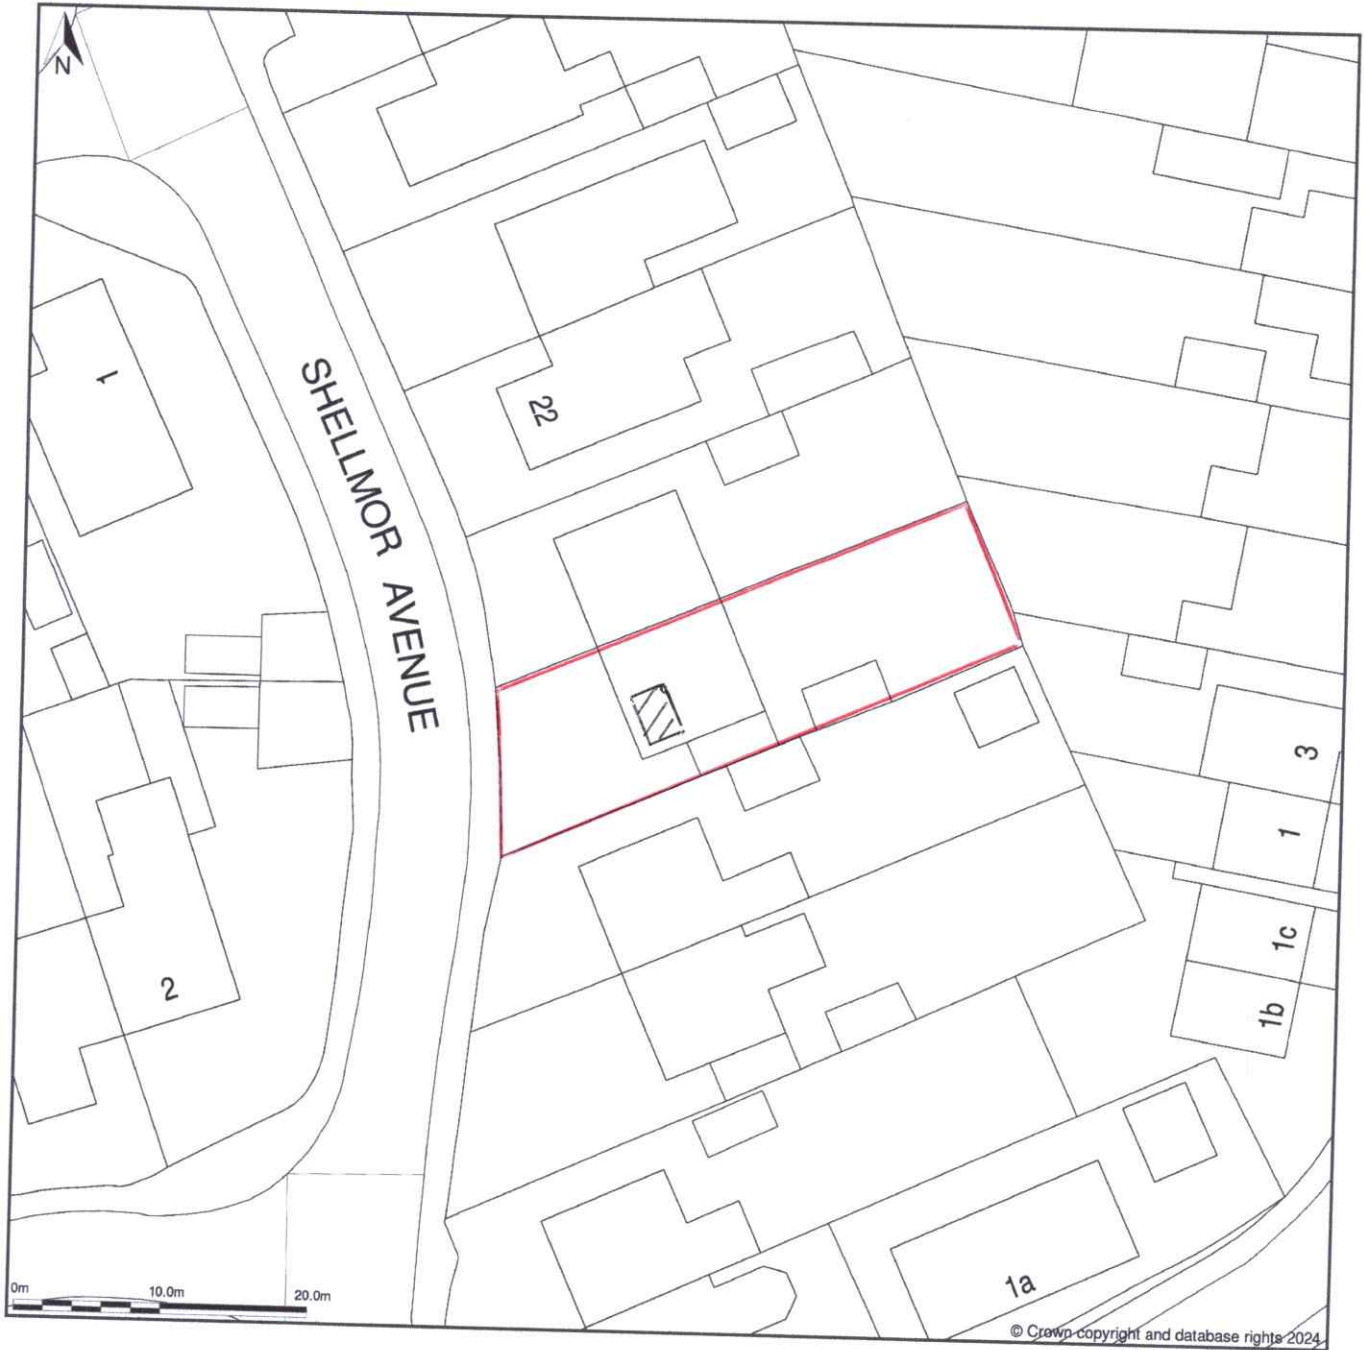 N
1
SHELLMOR AVENUE
22
3
1
1c
2
1b
1a
0m 10.0m 20.0m
© Crown copyright and database rights 2024